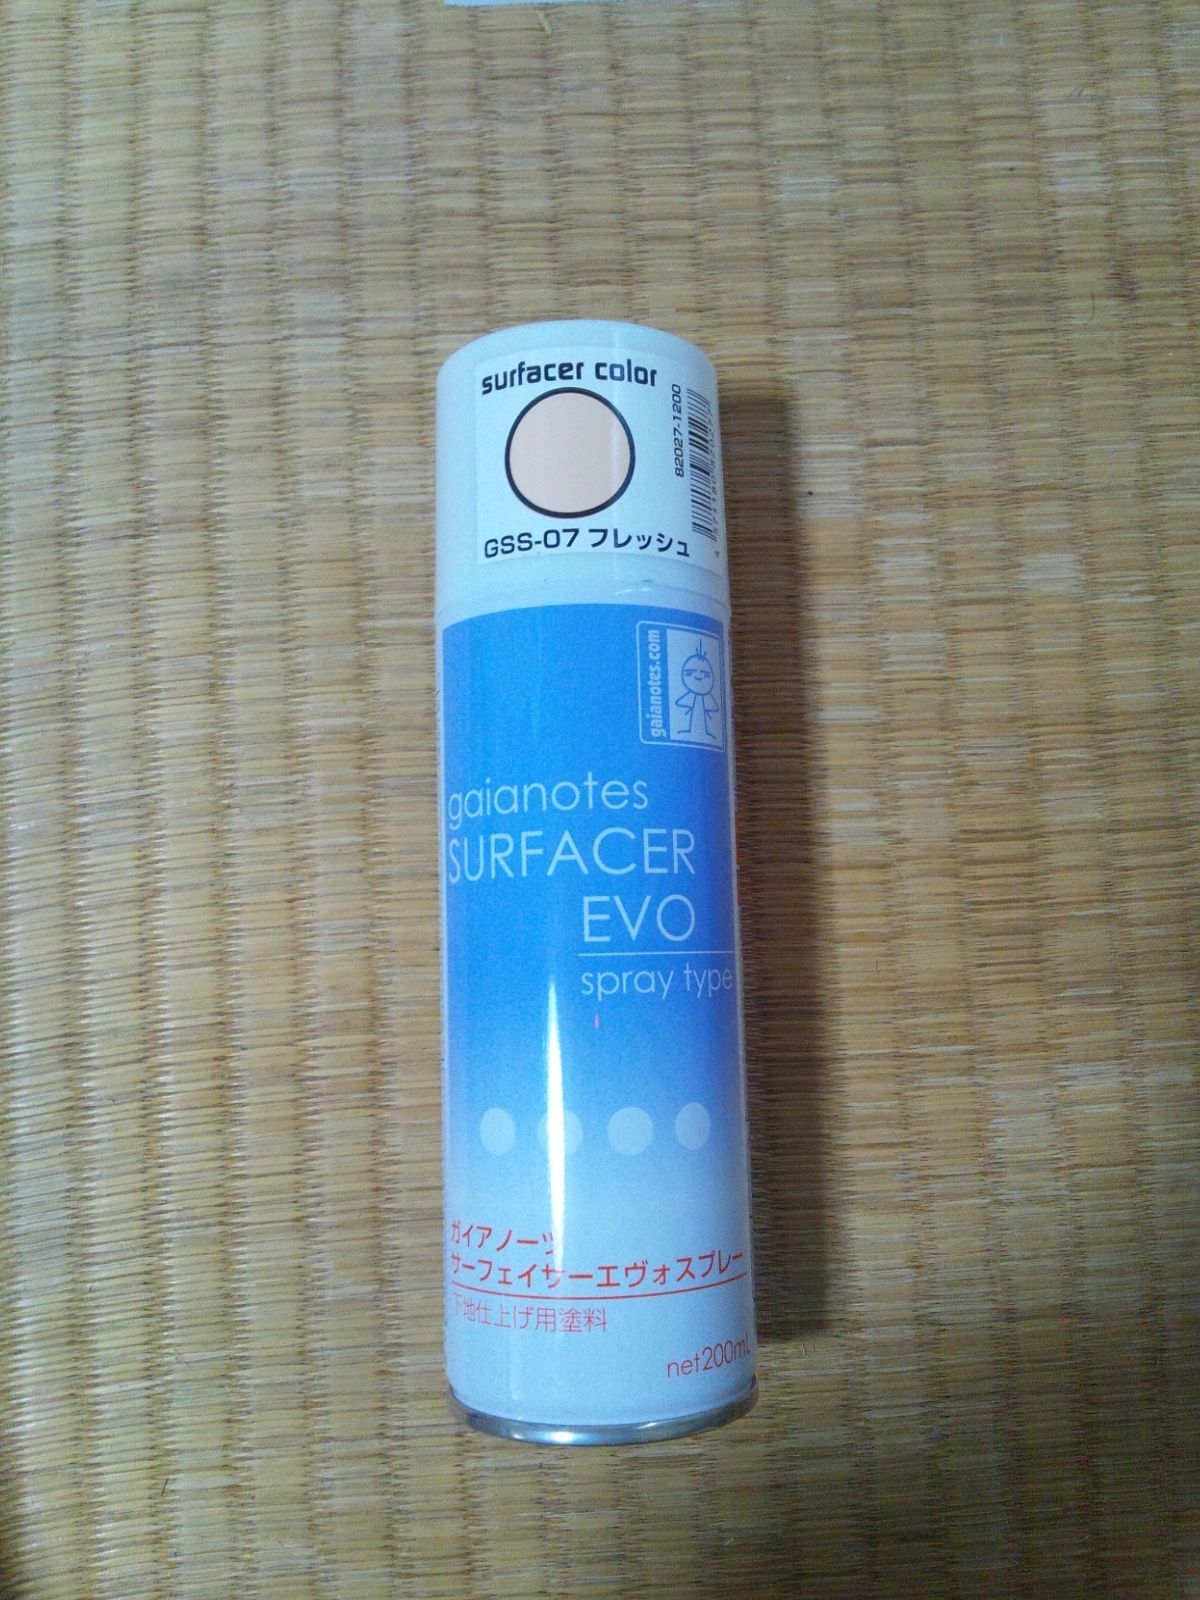 surfacer color
82027-1200
GSS-07 フレッシュ
gaianotes.com
gaianotes
SURFACER
EVO
spray type
ガイアノーツ
サーフェイサーエヴォスプレー
下地仕上げ用塗料
net200mL